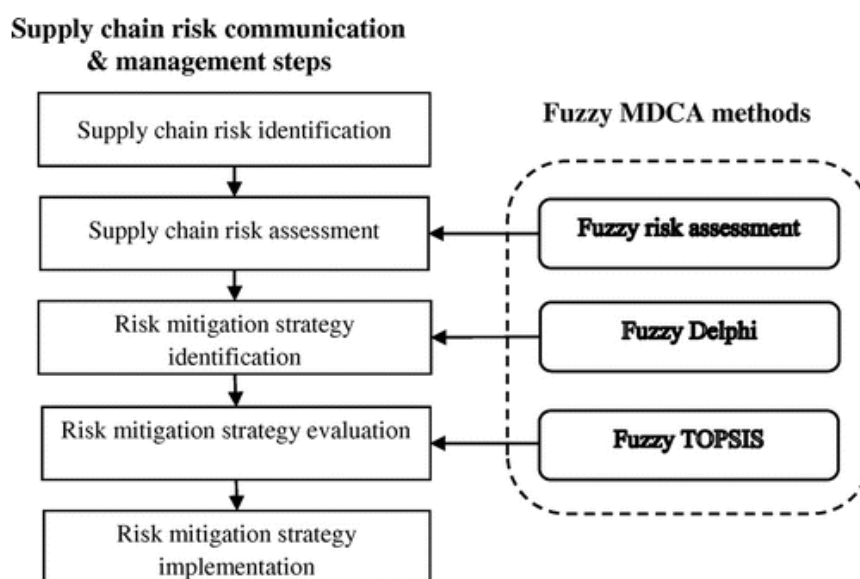 Supply chain risk communication
& management steps
Supply chain risk identification
Supply chain risk assessment
Risk mitigation strategy
identification
Risk mitigation strategy evaluation
Risk mitigation strategy
implementation
Fuzzy MDCA methods
Fuzzy risk assessment
Fuzzy Delphi
Fuzzy TOPSIS